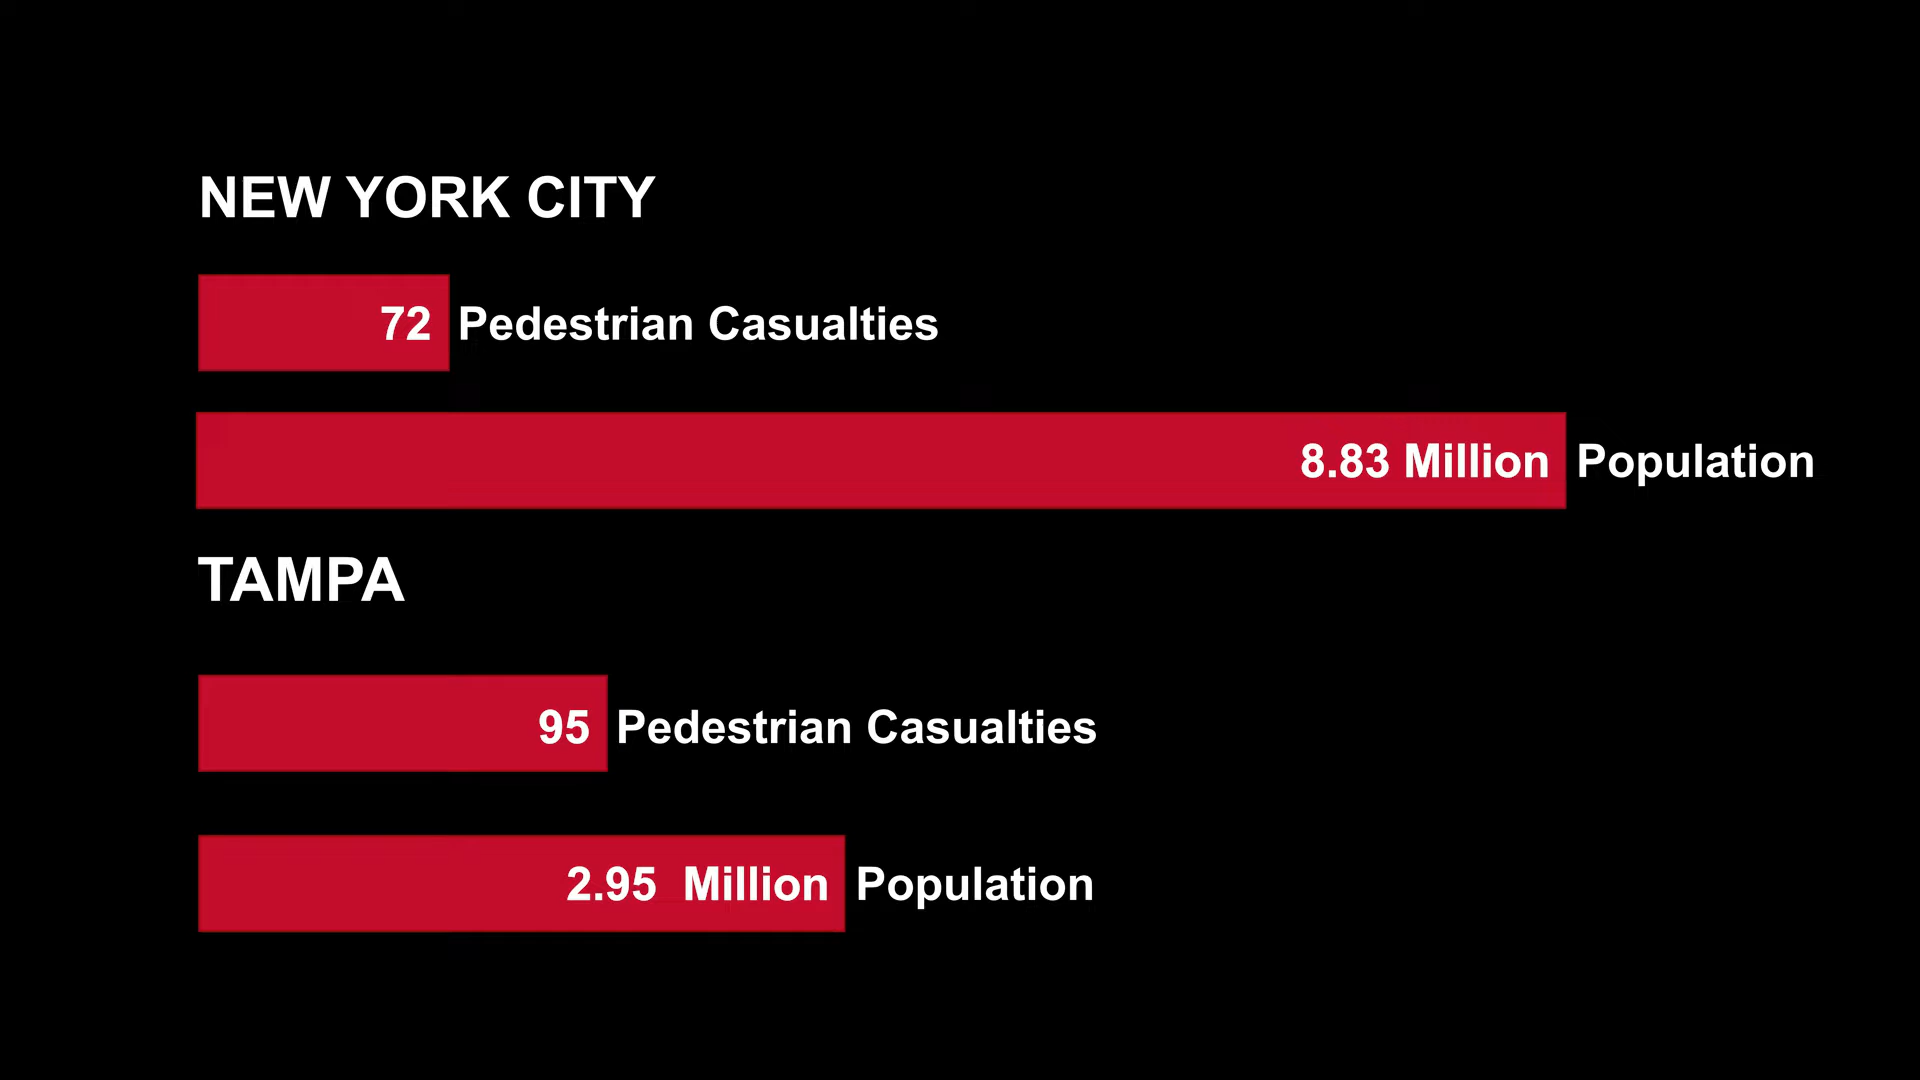 NEW YORK CITY
72 Pedestrian Casualties
8.83 Million Population
TAMPA
95 Pedestrian Casualties
2.95 Million Population